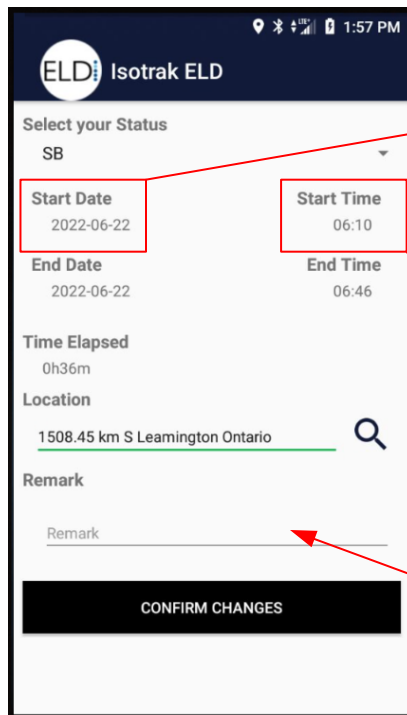 1:57 PM
ELDi Isotrak ELD
Select your Status
SB
Start Date Start Time
2022-06-22 06:10
End Date End Time
2022-06-22 06:46
Time Elapsed
0h36m
Location
1508.45 km S Leamington Ontario
Remark
Remark
CONFIRM CHANGES